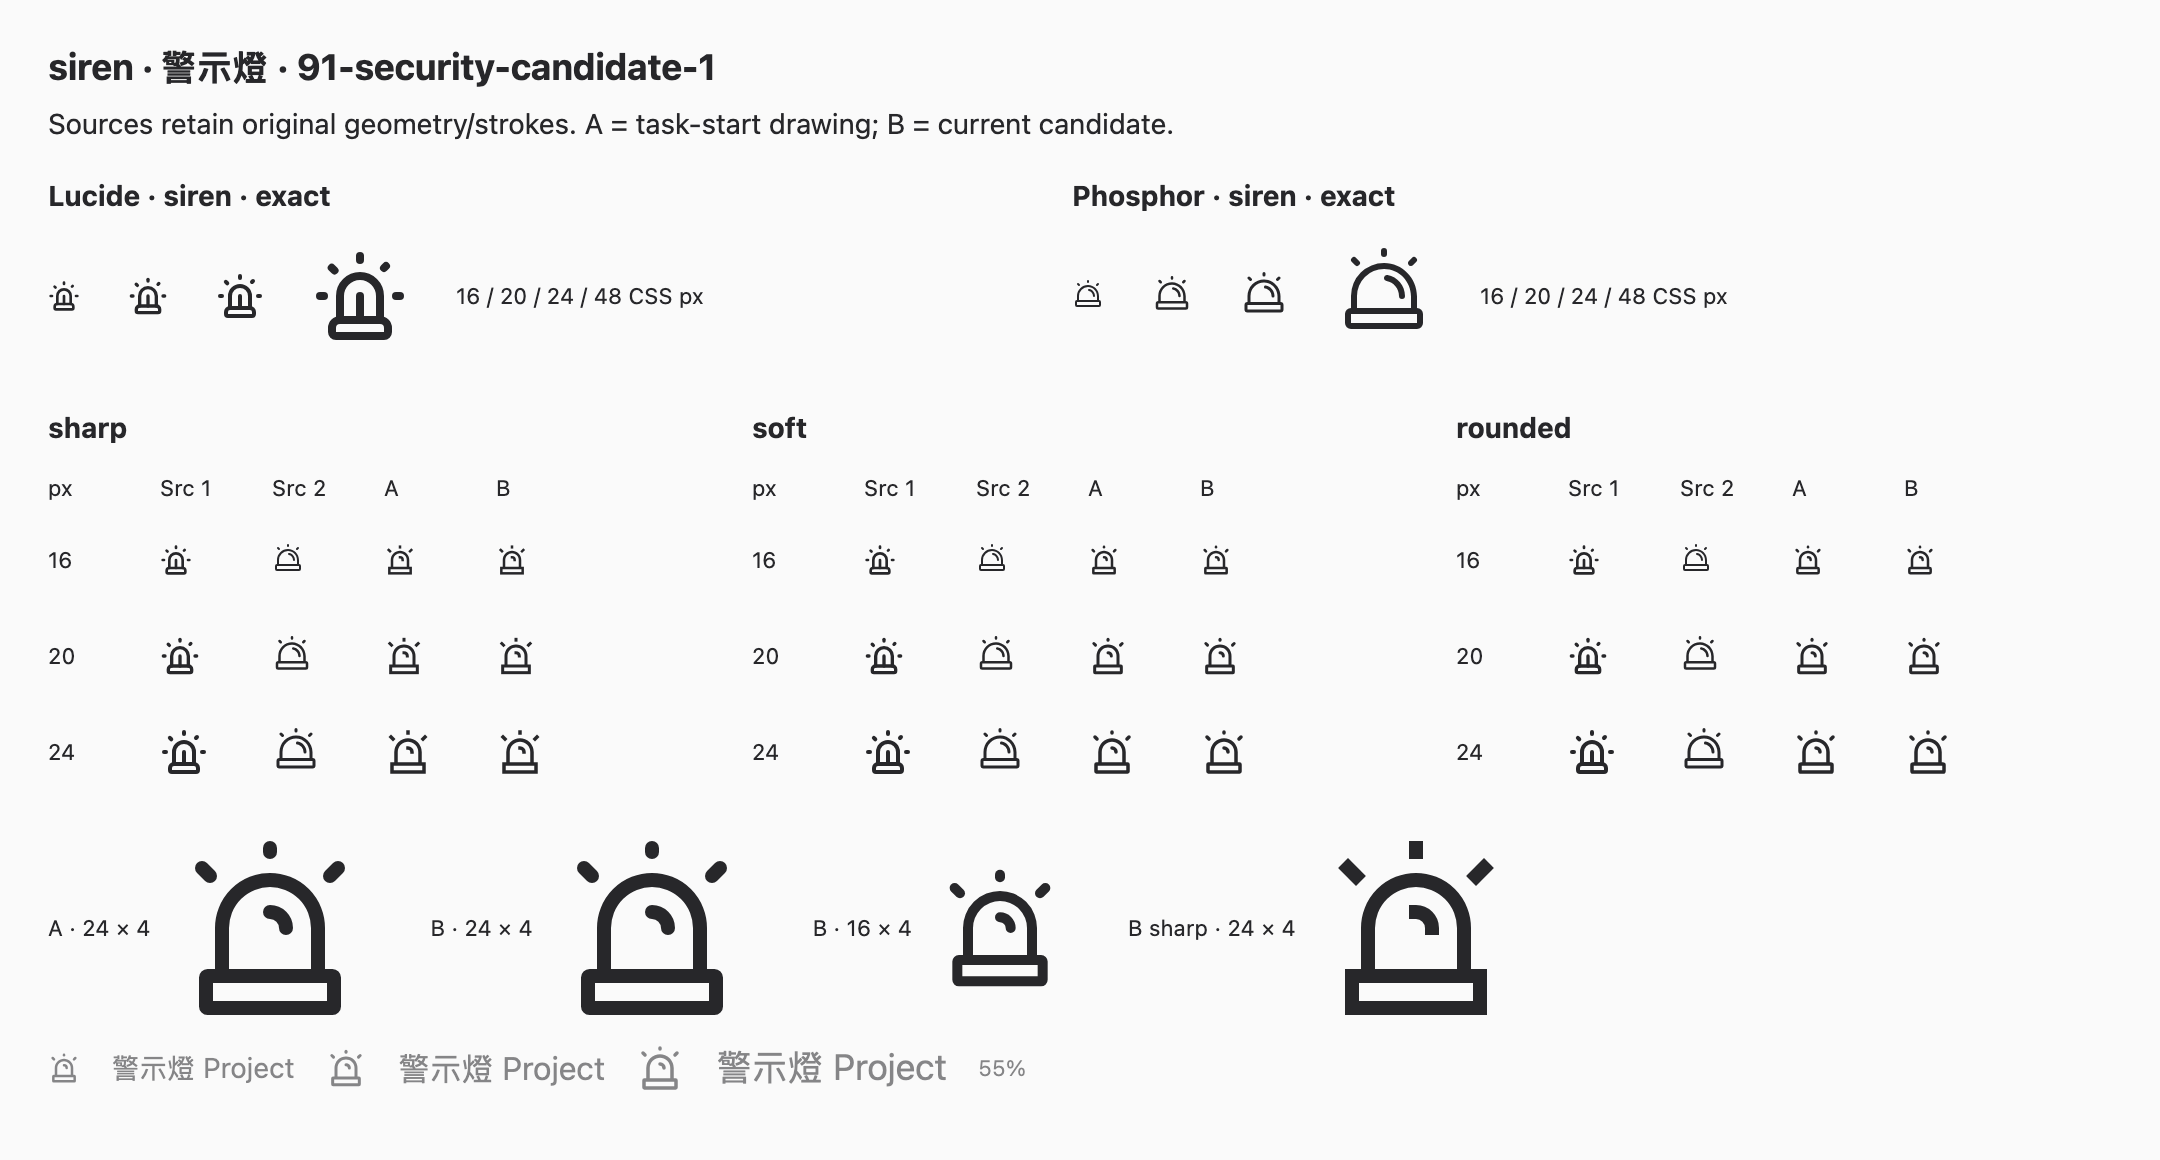 siren · 警示燈 · 91-security-candidate-1
Sources retain original geometry/strokes. A = task-start drawing; B = current candidate.
Lucide · siren · exact
16 / 20 / 24 / 48 CSS px
Phosphor · siren · exact
16 / 20 / 24 / 48 CSS px
sharp
px Src 1 Src 2 A B
16
20
24
soft
px Src 1 Src 2 A B
16
20
24
rounded
px Src 1 Src 2 A B
16
20
24
A · 24 × 4
B · 24 × 4
B · 16 × 4
B sharp · 24 × 4
警示燈 Project 警示燈 Project 警示燈 Project 55%